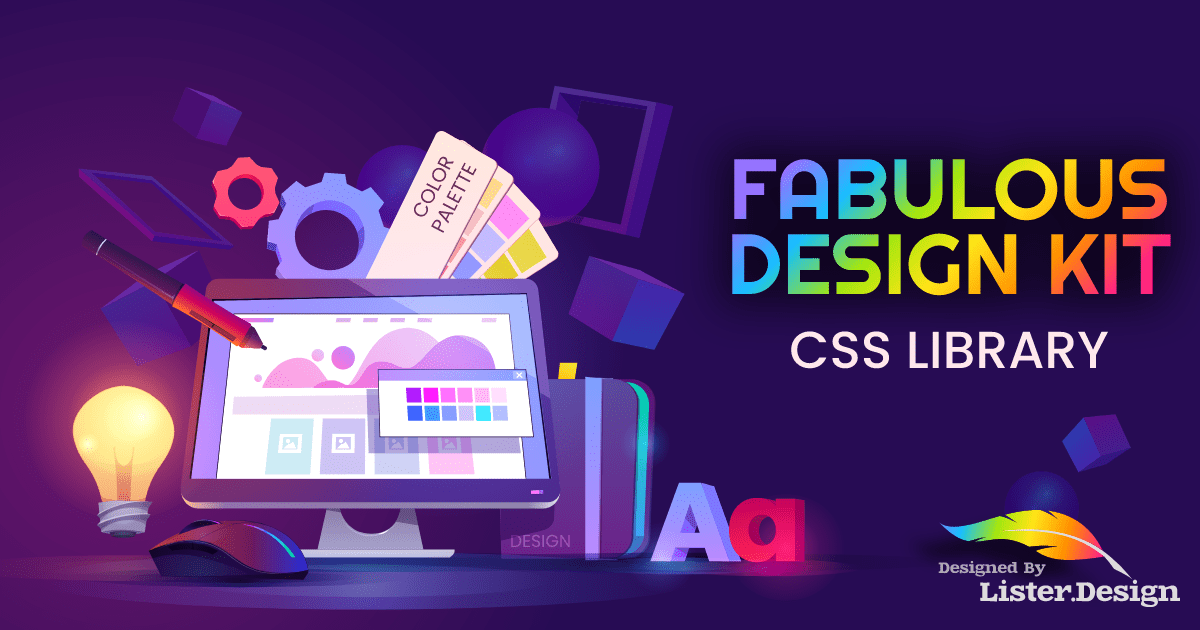 COLOR
PALETTE
FABULOUS
DESIGN KIT
CSS LIBRARY
DESIGN
Aa
Designed By
Lister.Design